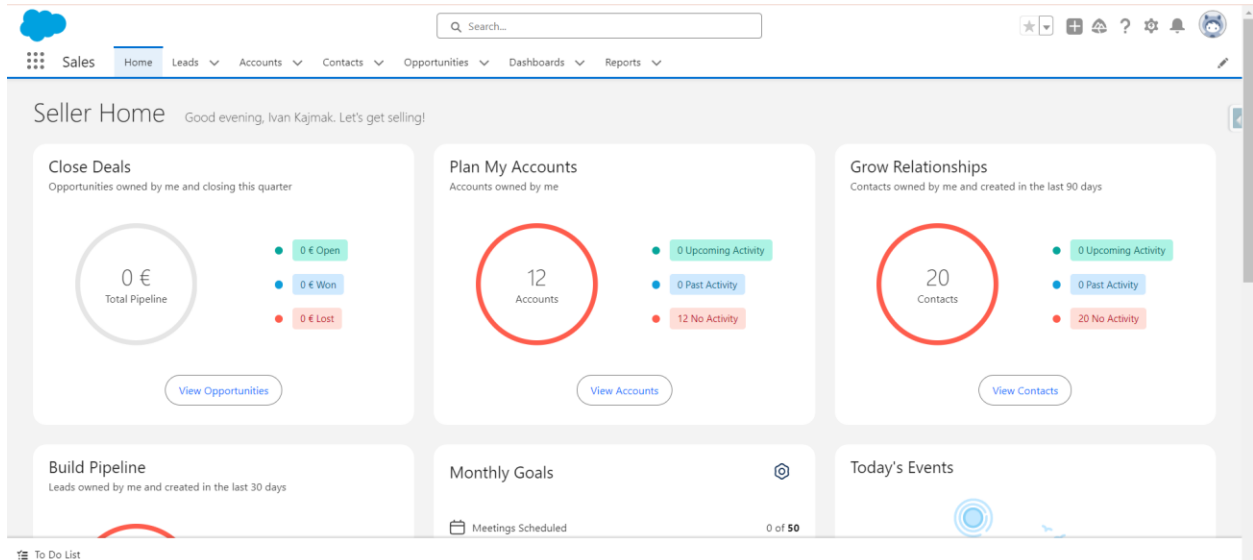 Search...
Sales Home Leads Accounts Contacts Opportunities Dashboards Reports
Seller Home Good evening, Ivan Kajmak. Let's get selling!
Close Deals
Opportunities owned by me and closing this quarter
0 €
Total Pipeline
0 € Open
0 € Won
0 € Lost
View Opportunities
Plan My Accounts
Accounts owned by me
12
Accounts
0 Upcoming Activity
0 Past Activity
12 No Activity
View Accounts
Grow Relationships
Contacts owned by me and created in the last 90 days
20
Contacts
0 Upcoming Activity
0 Past Activity
20 No Activity
View Contacts
Build Pipeline
Leads owned by me and created in the last 30 days
Monthly Goals
Meetings Scheduled 0 of 50
Today's Events
To Do List